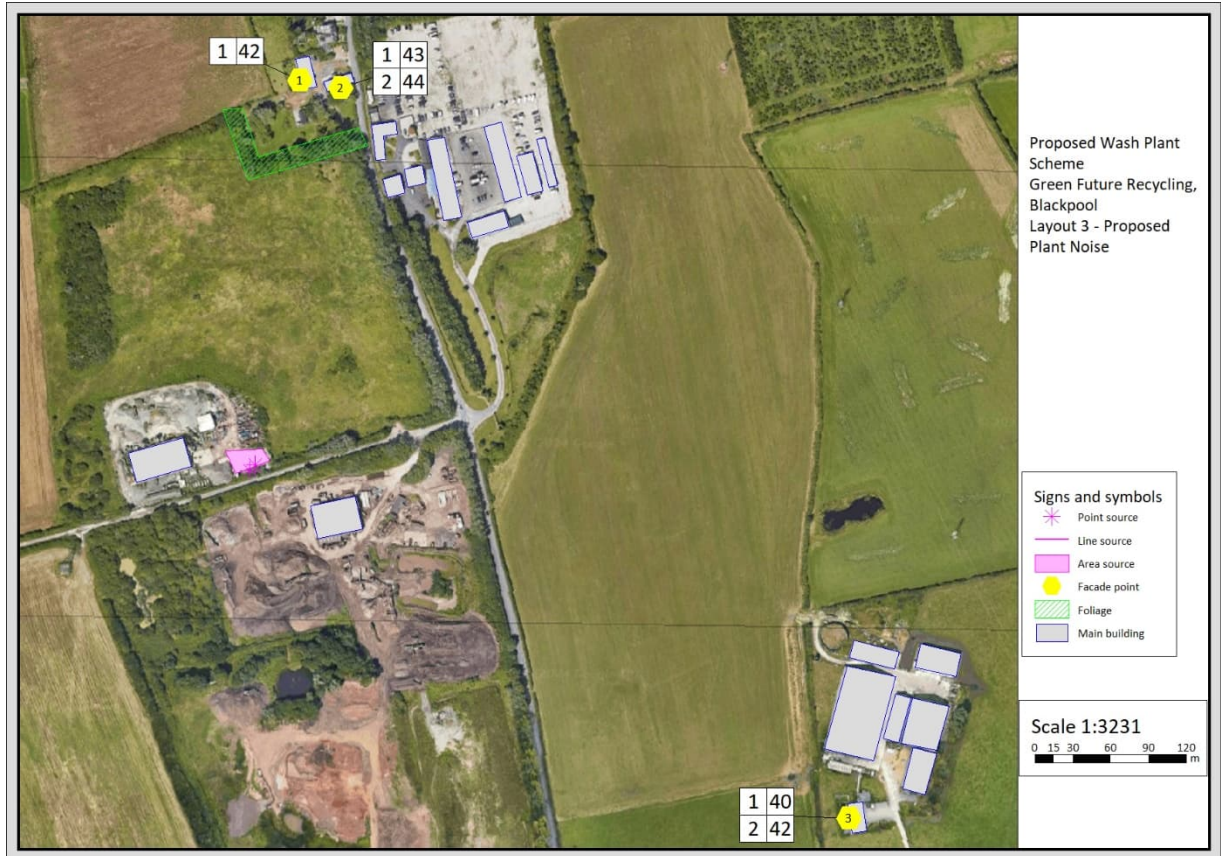 1 42
1 43
2 44
1
2
Proposed Wash Plant
Scheme
Green Future Recycling,
Blackpool
Layout 3 - Proposed
Plant Noise
Signs and symbols
Point source
Line source
Area source
Facade point
Foliage
Main building
Scale 1:3231
0 15 30 60 90 120
m
1 40
2 42
3